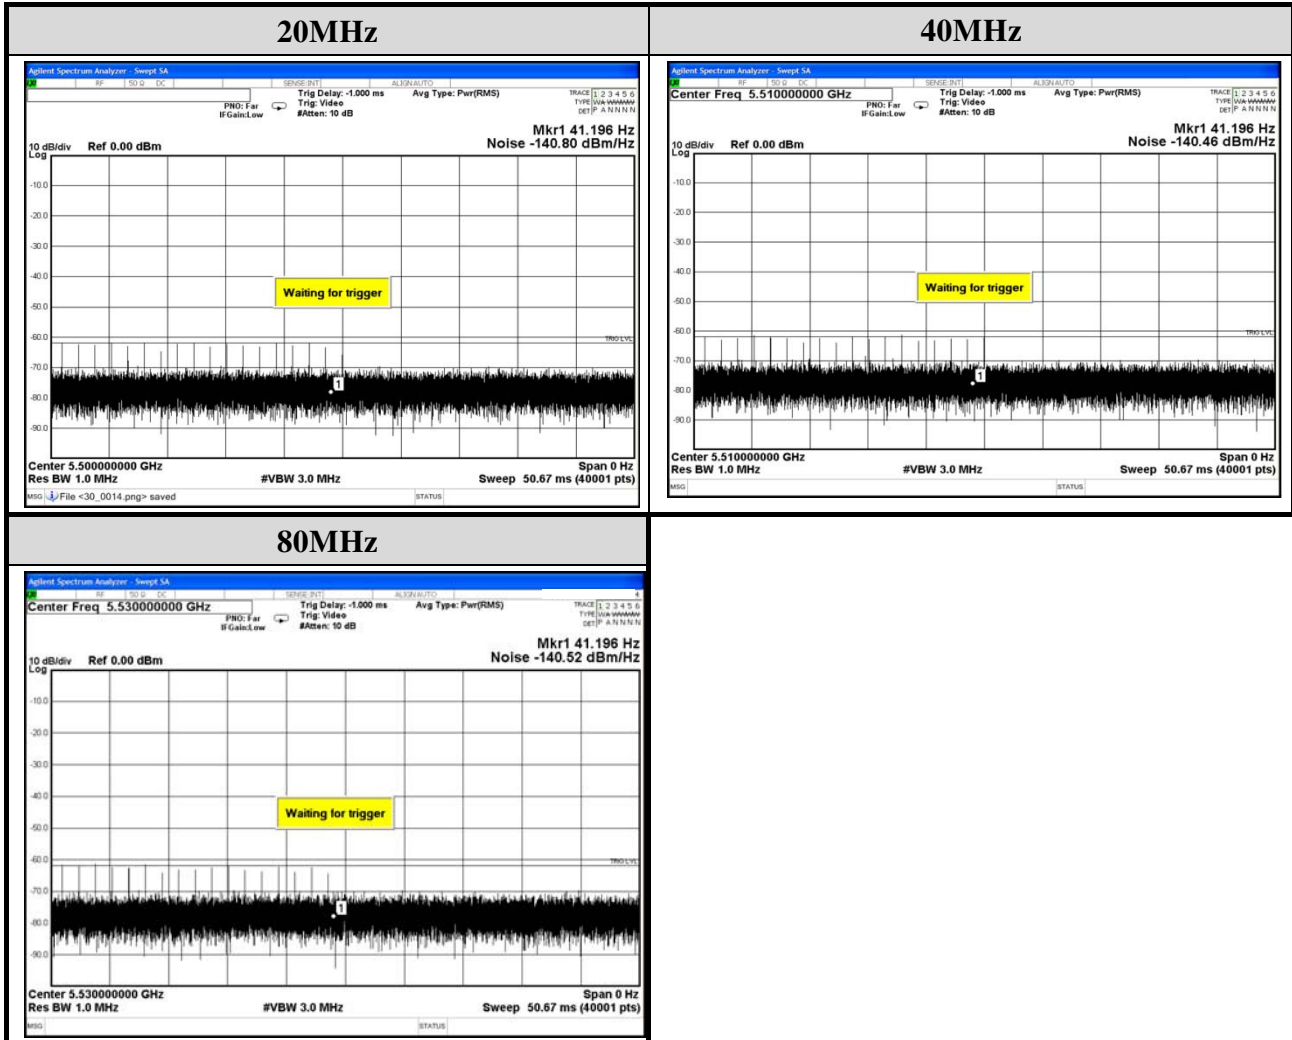 20MHz
40MHz
Agilent Spectrum Analyzer - Swept SA
RF 50 Ω DC SENSE:INT ALIGNAUTO
Trig Delay: -1.000 ms Avg Type: Pwr(RMS) TRACE 1 2 3 4 5 6
PNO: Far Trig: Video TYPE
IFGain:Low #Atten: 10 dB DET P A N N N N
Mkr1 41.196 Hz
Noise -140.80 dBm/Hz
10 dB/div Ref 0.00 dBm
Log
-10.0
-20.0
-30.0
-40.0
Waiting for trigger
-50.0
-60.0
TRIG LVL
-70.0
1
-80.0
-90.0
Center 5.500000000 GHz Span 0 Hz
Res BW 1.0 MHz #VBW 3.0 MHz Sweep 50.67 ms (40001 pts)
MSG File <30_0014.png> saved STATUS
Agilent Spectrum Analyzer - Swept SA
RF 50 Ω DC SENSE:INT ALIGNAUTO
Center Freq 5.510000000 GHz Trig Delay: -1.000 ms Avg Type: Pwr(RMS) TRACE 1 2 3 4 5 6
PNO: Far Trig: Video TYPE
IFGain:Low #Atten: 10 dB DET P A N N N N
Mkr1 41.196 Hz
Noise -140.46 dBm/Hz
10 dB/div Ref 0.00 dBm
Log
-10.0
-20.0
-30.0
-40.0
Waiting for trigger
-50.0
-60.0
TRIG LVL
-70.0
1
-80.0
-90.0
Center 5.510000000 GHz Span 0 Hz
Res BW 1.0 MHz #VBW 3.0 MHz Sweep 50.67 ms (40001 pts)
MSG STATUS
80MHz
Agilent Spectrum Analyzer - Swept SA
RF 50 Ω DC SENSE:INT ALIGNAUTO 4
Center Freq 5.530000000 GHz Trig Delay: -1.000 ms Avg Type: Pwr(RMS) TRACE 1 2 3 4 5 6
PNO: Far Trig: Video TYPE
IFGain:Low #Atten: 10 dB DET P A N N N N
Mkr1 41.196 Hz
Noise -140.52 dBm/Hz
10 dB/div Ref 0.00 dBm
Log
-10.0
-20.0
-30.0
-40.0
Waiting for trigger
-50.0
-60.0
TRIG LVL
-70.0
1
-80.0
-90.0
Center 5.530000000 GHz Span 0 Hz
Res BW 1.0 MHz #VBW 3.0 MHz Sweep 50.67 ms (40001 pts)
MSG STATUS